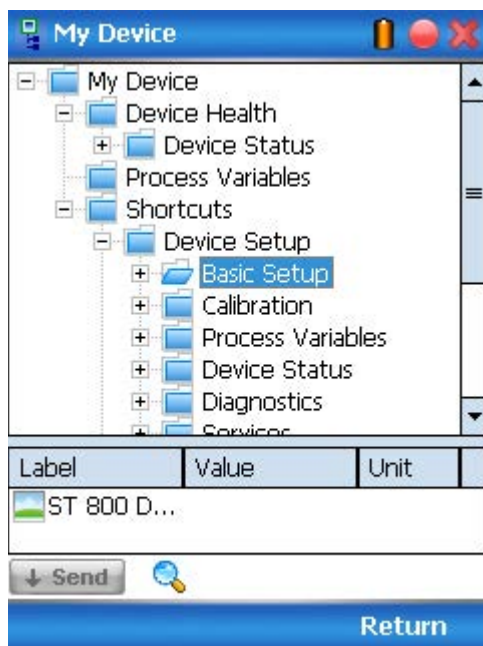 My Device
My Device
Device Health
Device Status
Process Variables
Shortcuts
Device Setup
Basic Setup
Calibration
Process Variables
Device Status
Diagnostics
Services
Label Value Unit
ST 800 D...
Send
Return